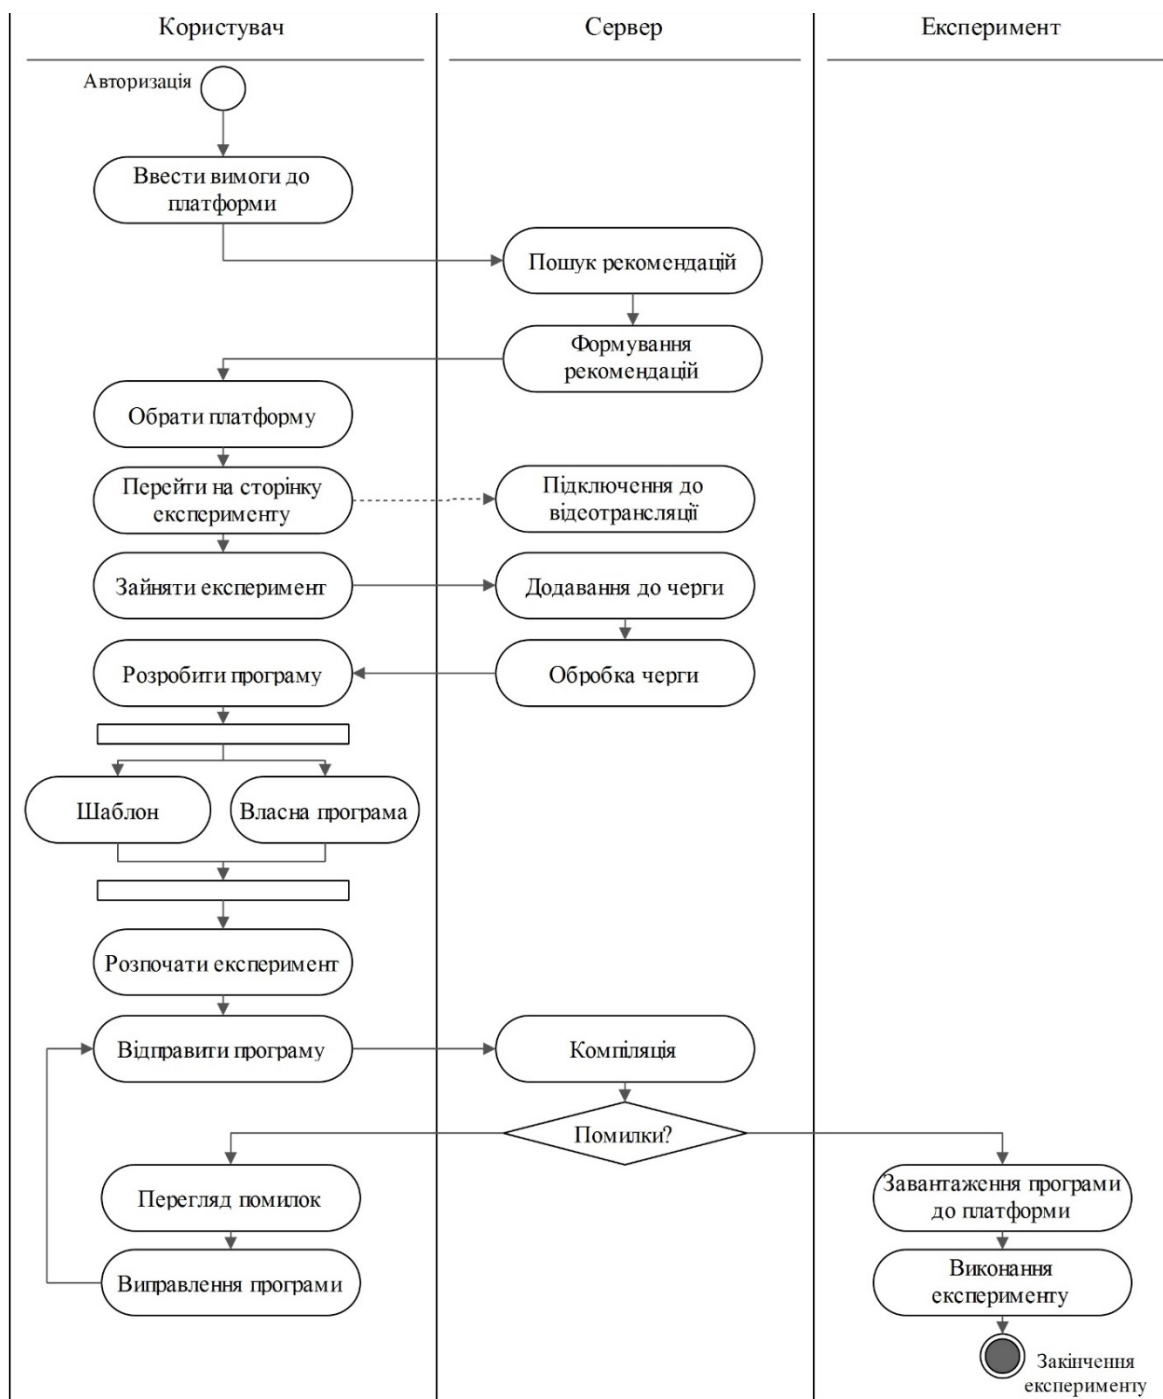 Користувач
Сервер
Експеримент
Авторизація
Ввести вимоги до
платформи
Пошук рекомендацій
Формування
рекомендацій
Обрати платформу
Перейти на сторінку
експерименту
Підключення до
відеотрансляції
Зайняти експеримент
Додавання до черги
Розробити програму
Обробка черги
Шаблон
Власна програма
Розпочати експеримент
Відправити програму
Компіляція
Помилки?
Перегляд помилок
Завантаження програми
до платформи
Виправлення програми
Виконання
експерименту
Закінчення
експерименту